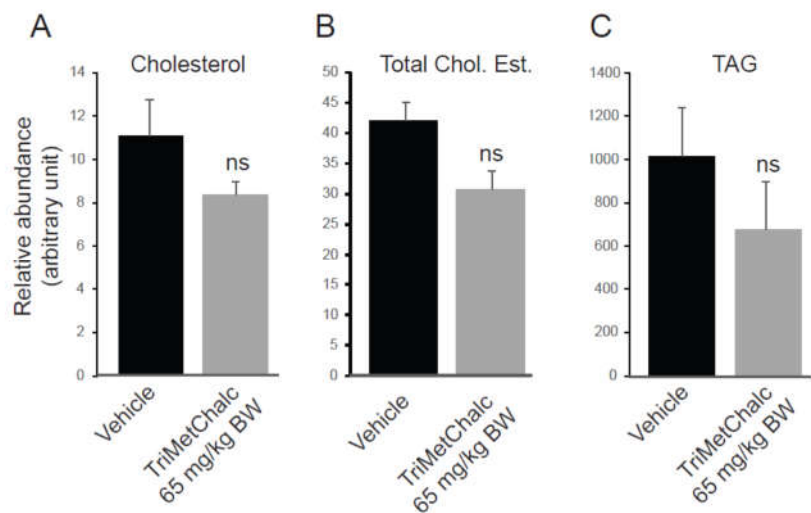 A
Cholesterol
14
12
10
8
6
4
2
0
ns
Vehicle
TriMetChalc
65 mg/kg BW
Relative abundance
(arbitrary unit)
B
Total Chol. Est.
50
45
40
35
30
25
20
15
10
5
0
ns
Vehicle
TriMetChalc
65 mg/kg BW
C
TAG
1400
1200
1000
800
600
400
200
0
ns
Vehicle
TriMetChalc
65 mg/kg BW